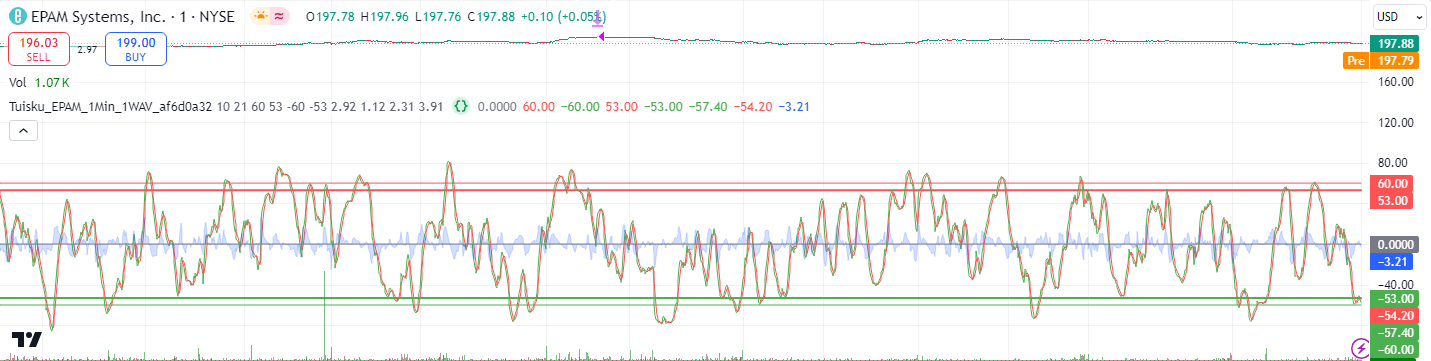 EPAM Systems, Inc. · 1 · NYSE O197.78 H197.96 L197.76 C197.88 +0.10 (+0.05%)
USD
196.03 2.97 199.00
SELL BUY
197.88
Pre 197.79
Vol 1.07 K
160.00
Tuisku_EPAM_1Min_1WAV_af6d0a32 10 21 60 53 -60 -53 2.92 1.12 2.31 3.91 {} 0.0000 60.00 −60.00 53.00 −53.00 −57.40 −54.20 −3.21
120.00
80.00
60.00
53.00
0.0000
−3.21
−40.00
−53.00
−54.20
−57.40
−60.00